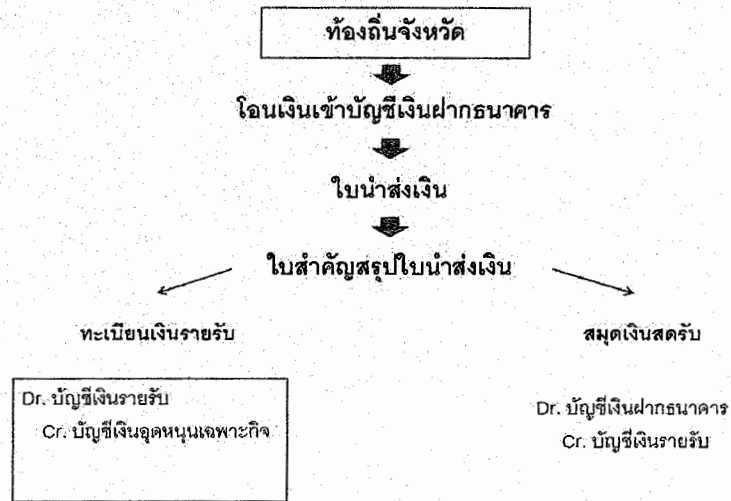 ท้องถิ่นจังหวัด
โอนเงินเข้าบัญชีเงินฝากธนาคาร
ใบนำส่งเงิน
ใบสำคัญสรุปใบนำส่งเงิน
ทะเบียนเงินรายรับ
สมุดเงินสดรับ
Dr. บัญชีเงินรายรับ
Cr. บัญชีเงินอุดหนุนเฉพาะกิจ
Dr. บัญชีเงินฝากธนาคาร
Cr. บัญชีเงินรายรับ